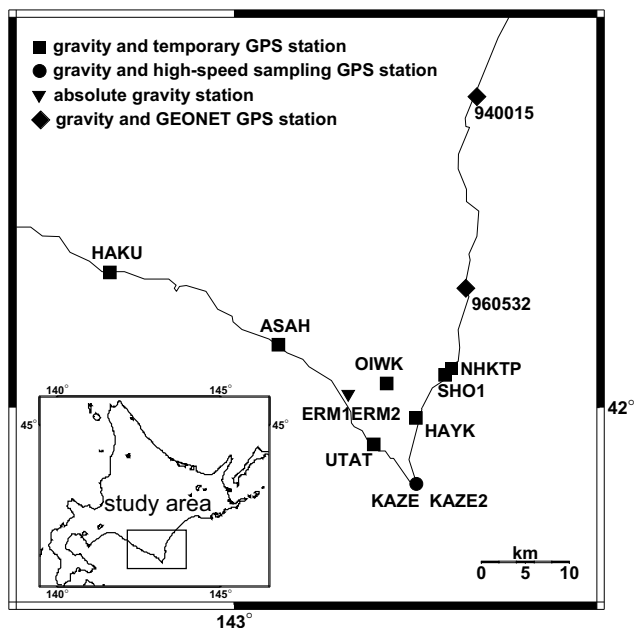 gravity and temporary GPS station
gravity and high-speed sampling GPS station
absolute gravity station
gravity and GEONET GPS station
940015
HAKU
960532
ASAH
OIWK
NHKTP
SHO1
140°
145°
ERM1ERM2
42°
45°
45°
HAYK
UTAT
study area
KAZE KAZE2
km
0 10
140°
145°
143°